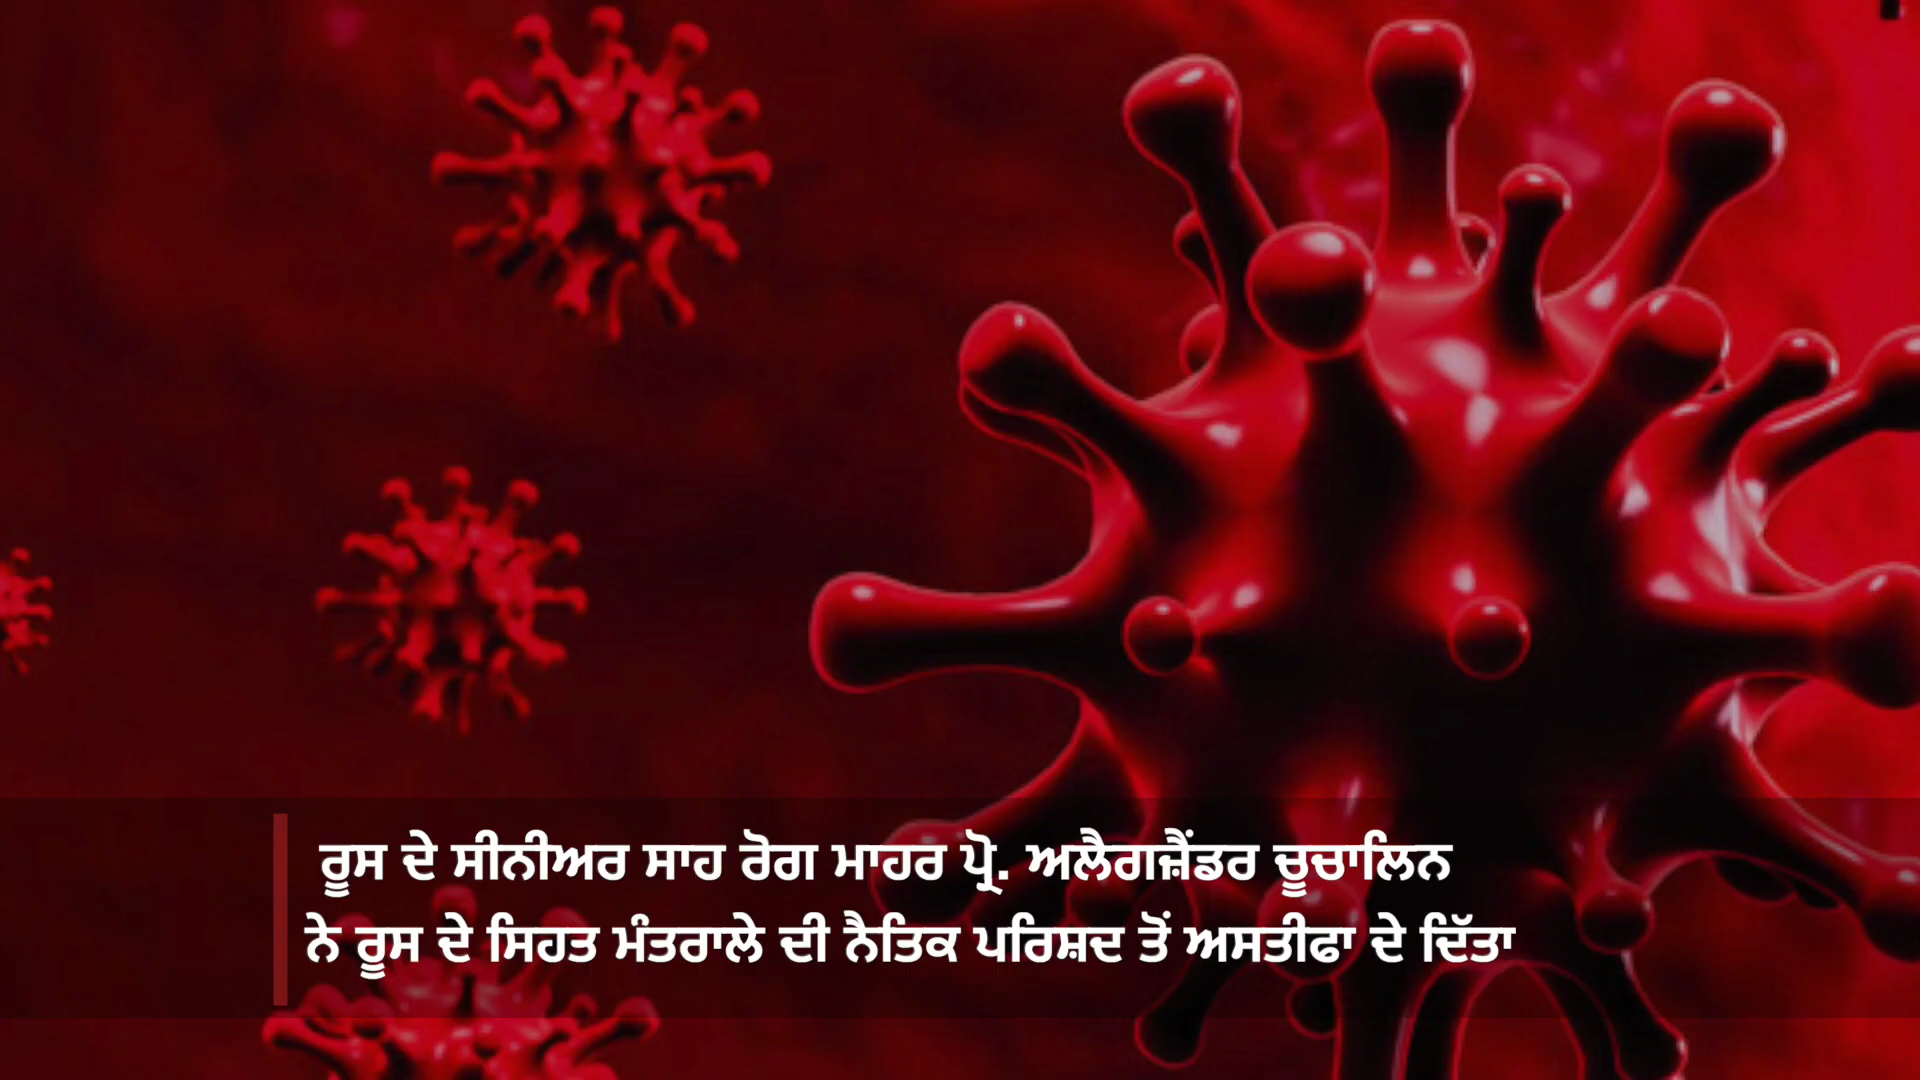 ਰੂਸ ਦੇ ਸੀਨੀਅਰ ਸਾਹ ਰੋਗ ਮਾਹਰ ਪ੍ਰੋ. ਅਲੈਗਜ਼ੈਂਡਰ ਚੂਚਾਲਿਨ
ਨੇ ਰੂਸ ਦੇ ਸਿਹਤ ਮੰਤਰਾਲੇ ਦੀ ਨੈਤਿਕ ਪਰਿਸ਼ਦ ਤੋਂ ਅਸਤੀਫਾ ਦੇ ਦਿੱਤਾ